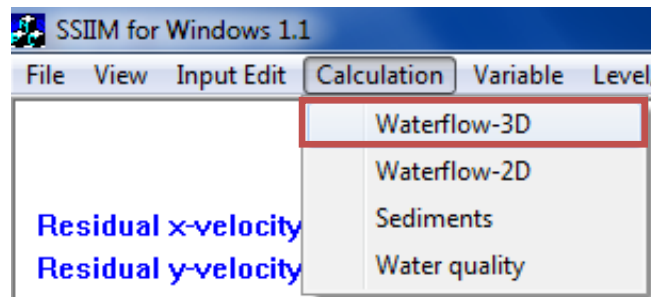 SSIIM for Windows 1.1
File View Input Edit Calculation Variable Level
Waterflow-3D
Waterflow-2D
Sediments
Water quality
Residual x-velocity
Residual y-velocity